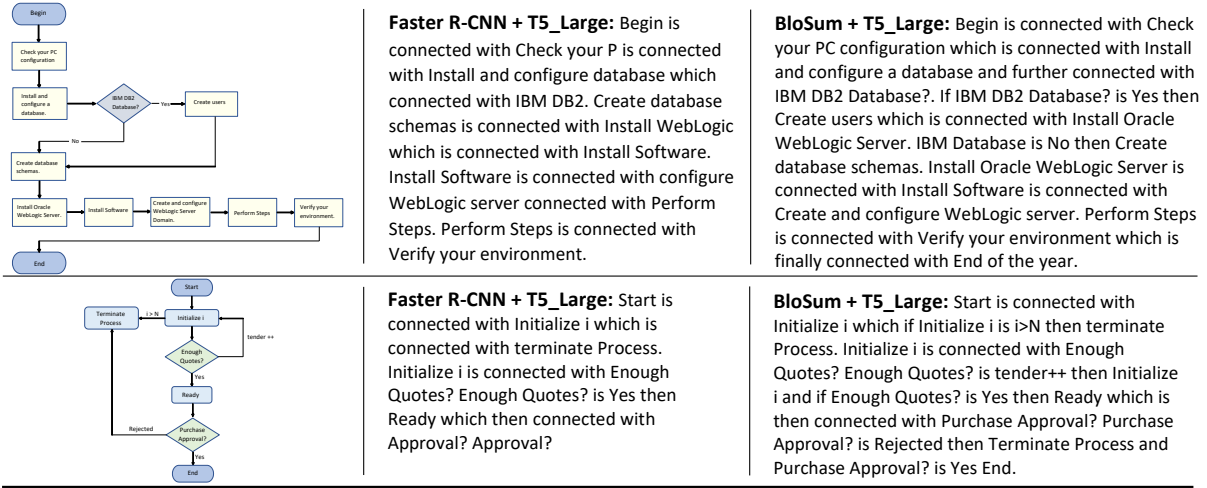 Begin
Check your PC
configuration
Install and
configure a
database.
IBM DB2
Database?
Yes
Create users
No
Create database
schemas.
Install Oracle
WebLogic Server.
Install Software
Create and configure
WebLogic Server
Domain.
Perform Steps
Verify your
environment.
End
Faster R-CNN + T5_Large: Begin is
connected with Check your P is connected
with Install and configure database which
connected with IBM DB2. Create database
schemas is connected with Install WebLogic
which is connected with Install Software.
Install Software is connected with configure
WebLogic server connected with Perform
Steps. Perform Steps is connected with
Verify your environment.
BloSum + T5_Large: Begin is connected with Check
your PC configuration which is connected with Install
and configure a database and further connected with
IBM DB2 Database?. If IBM DB2 Database? is Yes then
Create users which is connected with Install Oracle
WebLogic Server. IBM Database is No then Create
database schemas. Install Oracle WebLogic Server is
connected with Install Software is connected with
Create and configure WebLogic server. Perform Steps
is connected with Verify your environment which is
finally connected with End of the year.
Start
Terminate
Process
i > N
Initialize i
tender ++
Enough
Quotes?
Yes
Ready
Rejected
Purchase
Approval?
Yes
End
Faster R-CNN + T5_Large: Start is
connected with Initialize i which is
connected with terminate Process.
Initialize i is connected with Enough
Quotes? Enough Quotes? is Yes then
Ready which then connected with
Approval? Approval?
BloSum + T5_Large: Start is connected with
Initialize i which if Initialize i is i>N then terminate
Process. Initialize i is connected with Enough
Quotes? Enough Quotes? is tender++ then Initialize
i and if Enough Quotes? is Yes then Ready which is
then connected with Purchase Approval? Purchase
Approval? is Rejected then Terminate Process and
Purchase Approval? is Yes End.